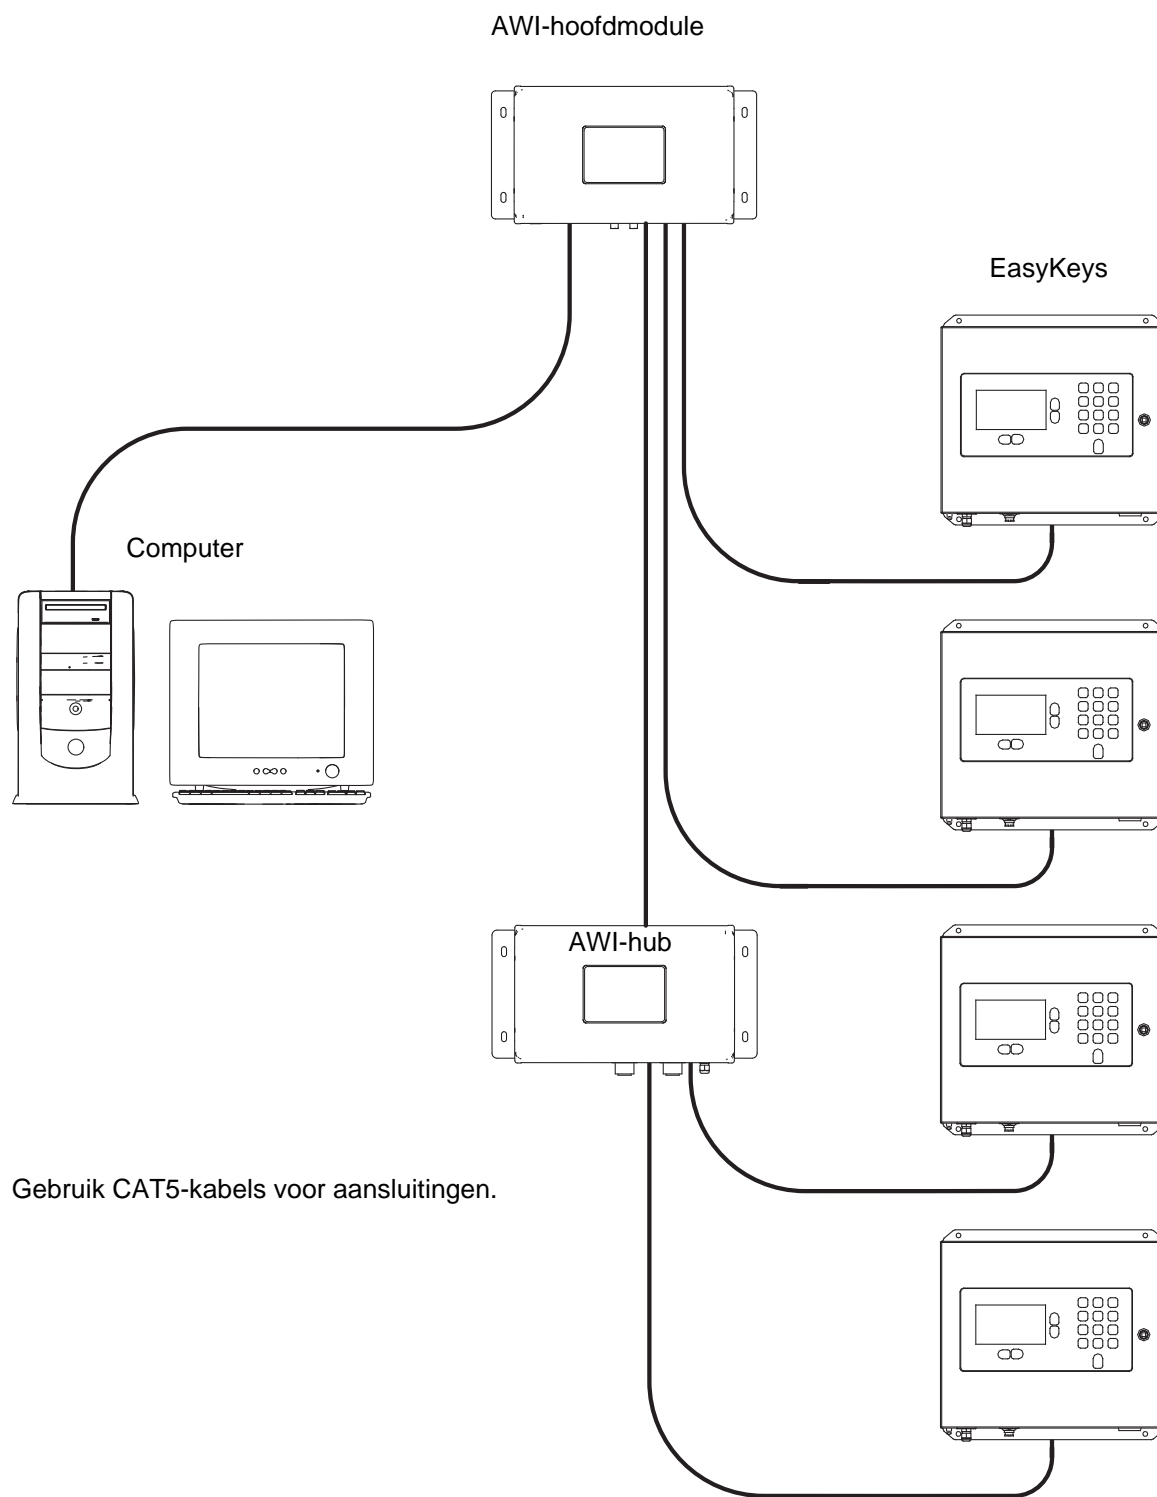 AWI-hoofdmodule
EasyKeys
Computer
AWI-hub
Gebruik CAT5-kabels voor aansluitingen.